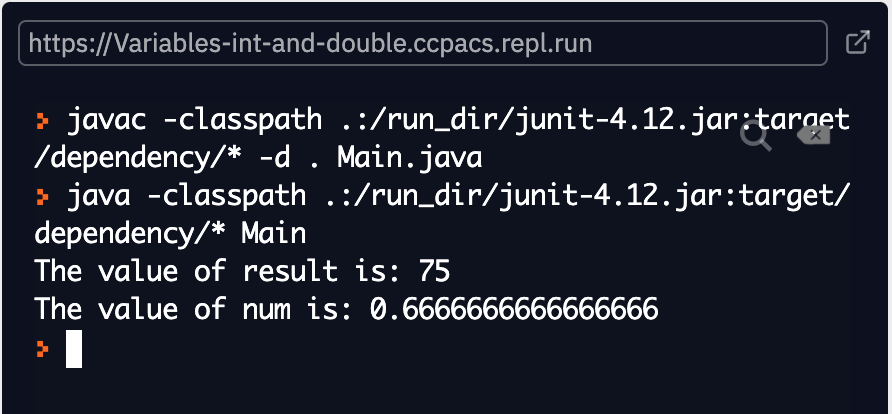 https://Variables-int-and-double.ccpacs.repl.run
> javac -classpath .:/run_dir/junit-4.12.jar:target
/dependency/* -d . Main.java
> java -classpath .:/run_dir/junit-4.12.jar:target/
dependency/* Main
The value of result is: 75
The value of num is: 0.6666666666666666
>